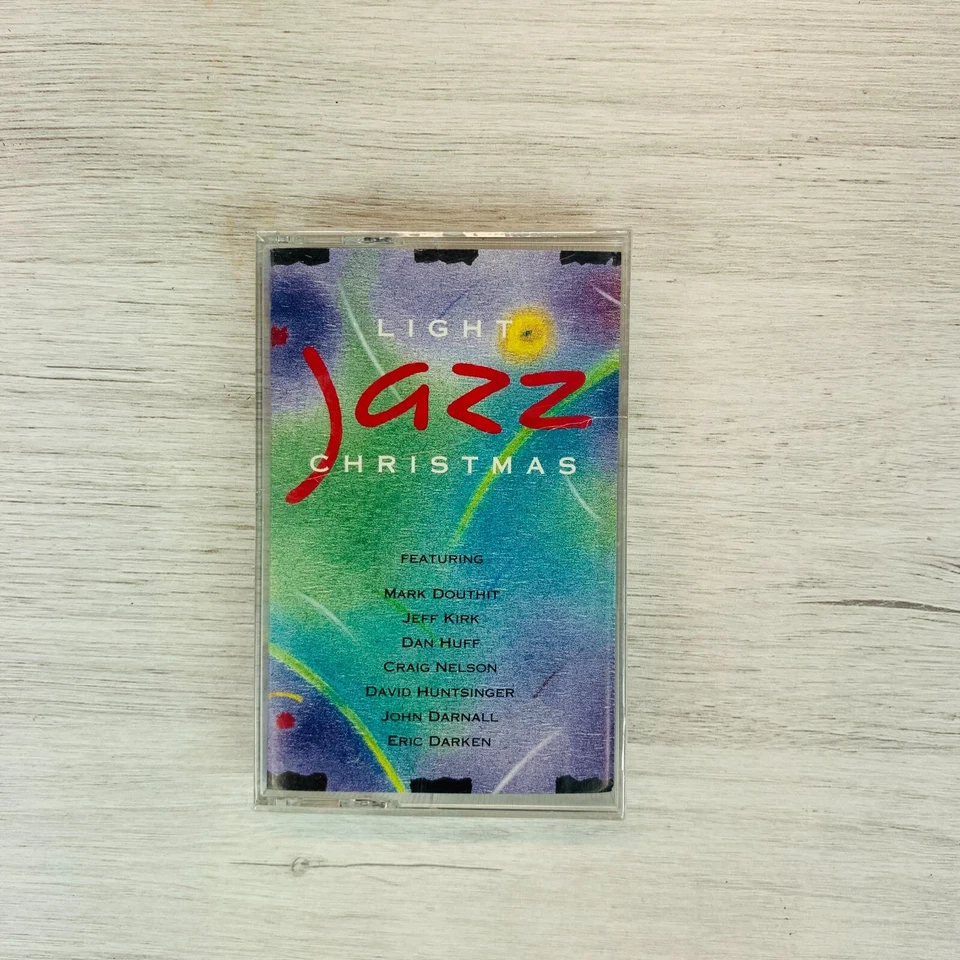 LIGHT
Jazz
CHRISTMAS
FEATURING
MARK DOUTHIT
JEFF KIRK
DAN HUFF
CRAIG NELSON
DAVID HUNTSINGER
JOHN DARNALL
ERIC DARKEN